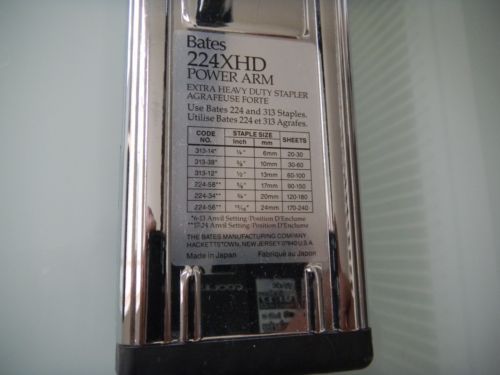 Bates
224XHD
POWER ARM
EXTRA HEAVY DUTY STAPLER
AGRAFEUSE FORTE
Use Bates 224 and 313 Staples.
Utilise Bates 224 et 313 Agrafes.
CODE NO. STAPLE SIZE Inch mm SHEETS
313-14* ¼" 6mm 20-30
313-38* ⅜" 10mm 30-60
313-12* ½" 13mm 60-100
224-58** ⅝" 17mm 90-150
224-34** ¾" 20mm 120-180
224-56** 15/16" 24mm 170-240
*6-13 Anvil Setting/Position D'Enclume
**17-24 Anvil Setting/Position D'Enclume
THE BATES MANUFACTURING COMPANY
HACKETTSTOWN, NEW JERSEY 07840 U.S.A.
Made in Japan Fabriqué au Japon